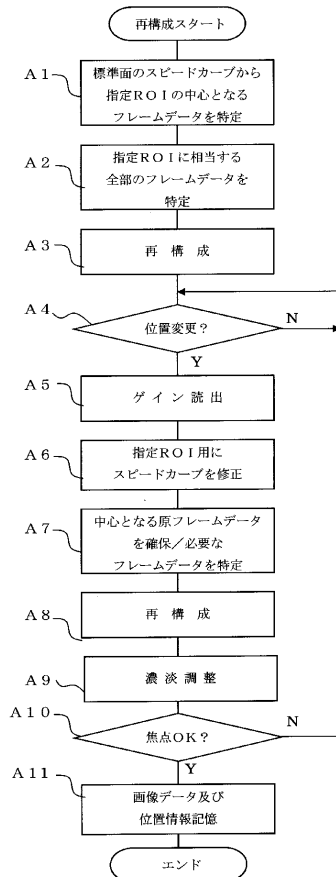 再構成スタート
A1
標準面のスピードカーブから
指定ROIの中心となる
フレームデータを特定
A2
指定ROIに相当する
全部のフレームデータを
特定
A3
再 構 成
A4
位置変更？
N
Y
A5
ゲ イ ン 読 出
A6
指定ROI用に
スピードカーブを修正
A7
中心となる原フレームデータ
を確保／必要な
フレームデータを特定
再 構 成
A8
A9
濃 淡 調 整
A10
焦点OK？
N
Y
A11
画像データ及び
位置情報記憶
エンド